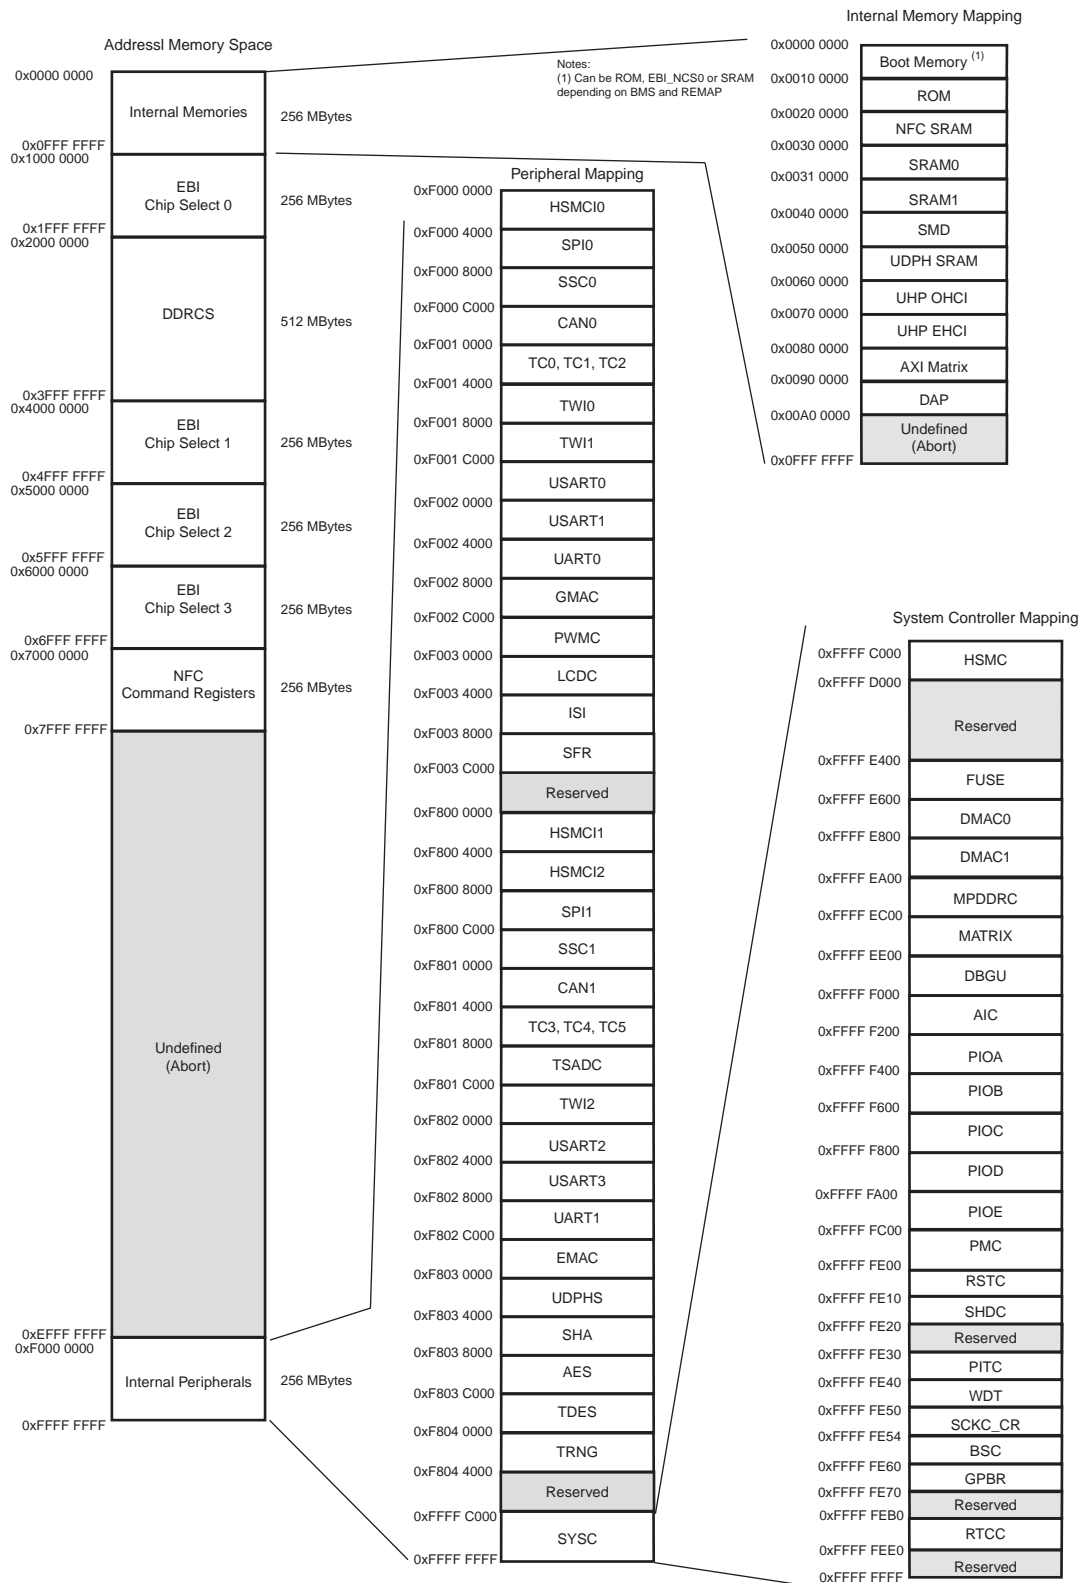 Addressl Memory Space
0x0000 0000
Internal Memories
256 MBytes
0x0FFF FFFF
0x1000 0000
EBI
Chip Select 0
256 MBytes
0x1FFF FFFF
0x2000 0000
DDRCS
512 MBytes
0x3FFF FFFF
0x4000 0000
EBI
Chip Select 1
256 MBytes
0x4FFF FFFF
0x5000 0000
EBI
Chip Select 2
256 MBytes
0x5FFF FFFF
0x6000 0000
EBI
Chip Select 3
256 MBytes
0x6FFF FFFF
0x7000 0000
NFC
Command Registers
256 MBytes
0x7FFF FFFF
Undefined
(Abort)
0xEFFF FFFF
0xF000 0000
Internal Peripherals
256 MBytes
0xFFFF FFFF
Notes:
(1) Can be ROM, EBI_NCS0 or SRAM
depending on BMS and REMAP
Peripheral Mapping
0xF000 0000
HSMCI0
0xF000 4000
SPI0
0xF000 8000
SSC0
0xF000 C000
CAN0
0xF001 0000
TC0, TC1, TC2
0xF001 4000
TWI0
0xF001 8000
TWI1
0xF001 C000
USART0
0xF002 0000
USART1
0xF002 4000
UART0
0xF002 8000
GMAC
0xF002 C000
PWMC
0xF003 0000
LCDC
0xF003 4000
ISI
0xF003 8000
SFR
0xF003 C000
Reserved
0xF800 0000
HSMCI1
0xF800 4000
HSMCI2
0xF800 8000
SPI1
0xF800 C000
SSC1
0xF801 0000
CAN1
0xF801 4000
TC3, TC4, TC5
0xF801 8000
TSADC
0xF801 C000
TWI2
0xF802 0000
USART2
0xF802 4000
USART3
0xF802 8000
UART1
0xF802 C000
EMAC
0xF803 0000
UDPHS
0xF803 4000
SHA
0xF803 8000
AES
0xF803 C000
TDES
0xF804 0000
TRNG
0xF804 4000
Reserved
0xFFFF C000
SYSC
0xFFFF FFFF
Internal Memory Mapping
0x0000 0000
Boot Memory (1)
0x0010 0000
ROM
0x0020 0000
NFC SRAM
0x0030 0000
SRAM0
0x0031 0000
SRAM1
0x0040 0000
SMD
0x0050 0000
UDPH SRAM
0x0060 0000
UHP OHCI
0x0070 0000
UHP EHCI
0x0080 0000
AXI Matrix
0x0090 0000
DAP
0x00A0 0000
Undefined
(Abort)
0x0FFF FFFF
System Controller Mapping
0xFFFF C000
HSMC
0xFFFF D000
Reserved
0xFFFF E400
FUSE
0xFFFF E600
DMAC0
0xFFFF E800
DMAC1
0xFFFF EA00
MPDDRC
0xFFFF EC00
MATRIX
0xFFFF EE00
DBGU
0xFFFF F000
AIC
0xFFFF F200
PIOA
0xFFFF F400
PIOB
0xFFFF F600
PIOC
0xFFFF F800
PIOD
0xFFFF FA00
PIOE
0xFFFF FC00
PMC
0xFFFF FE00
RSTC
0xFFFF FE10
SHDC
0xFFFF FE20
Reserved
0xFFFF FE30
PITC
0xFFFF FE40
WDT
0xFFFF FE50
SCKC_CR
0xFFFF FE54
BSC
0xFFFF FE60
GPBR
0xFFFF FE70
Reserved
0xFFFF FEB0
RTCC
0xFFFF FEE0
Reserved
0xFFFF FFFF